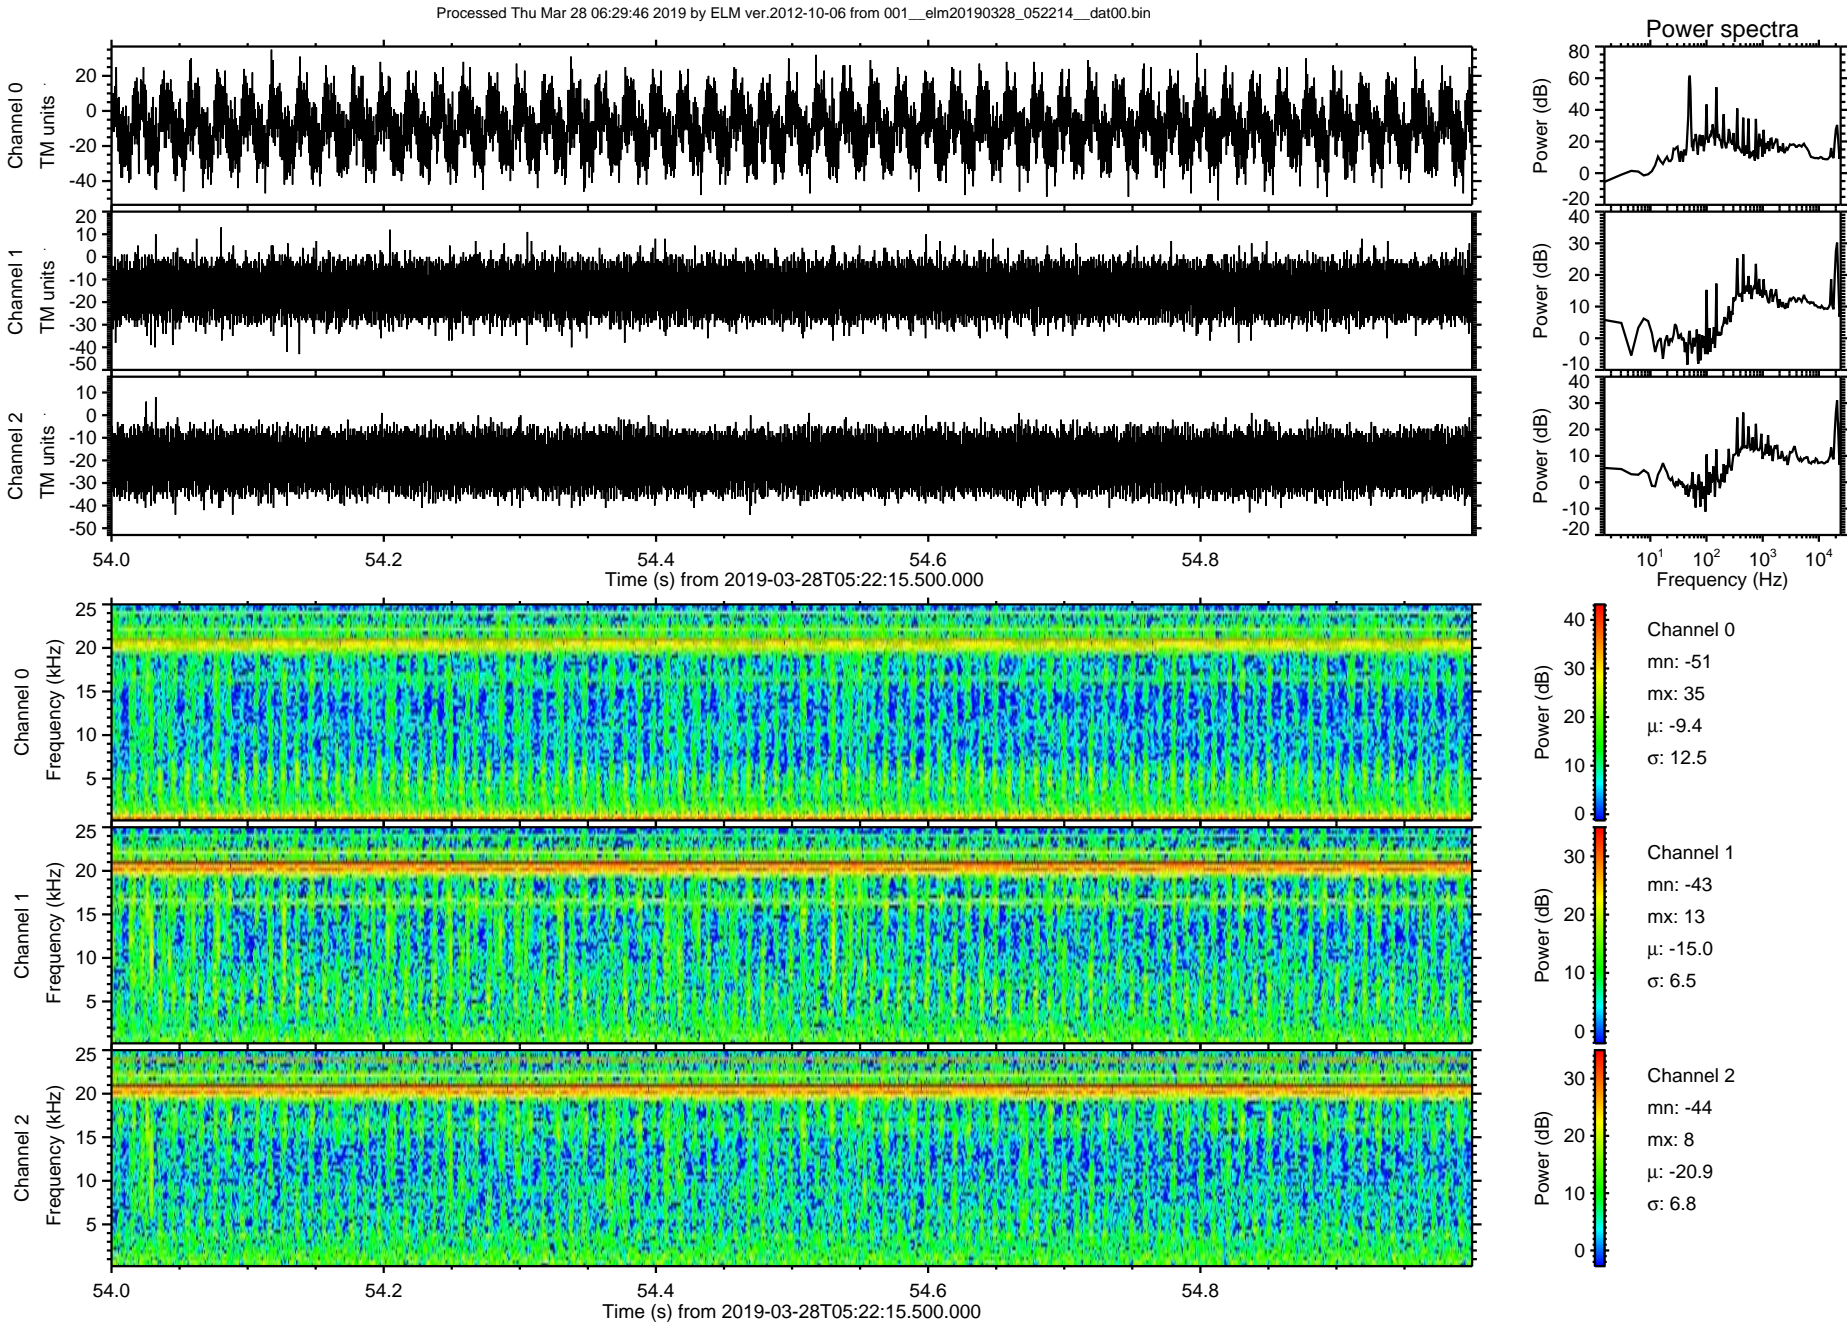 Processed Thu Mar 28 06:29:46 2019 by ELM ver.2012-10-06 from 001__elm20190328_052214__dat00.bin
Power spectra
Channel 0
TM units
20
0
-20
-40
Power (dB)
80
60
40
20
0
-20
Channel 1
TM units
20
10
0
-10
-20
-30
-40
-50
Power (dB)
40
30
20
10
0
-10
Channel 2
TM units
10
0
-10
-20
-30
-40
-50
Power (dB)
40
30
20
10
0
-10
-20
54.0 54.2 54.4 54.6 54.8
Time (s) from 2019-03-28T05:22:15.500.000
10^1 10^2 10^3 10^4
Frequency (Hz)
Channel 0
Frequency (kHz)
25
20
15
10
5
Power (dB)
40
30
20
10
0
Channel 0
mn: -51
mx: 35
μ: -9.4
σ: 12.5
Channel 1
Frequency (kHz)
25
20
15
10
5
Power (dB)
30
20
10
0
Channel 1
mn: -43
mx: 13
μ: -15.0
σ: 6.5
Channel 2
Frequency (kHz)
25
20
15
10
5
Power (dB)
30
20
10
0
Channel 2
mn: -44
mx: 8
μ: -20.9
σ: 6.8
54.0 54.2 54.4 54.6 54.8
Time (s) from 2019-03-28T05:22:15.500.000